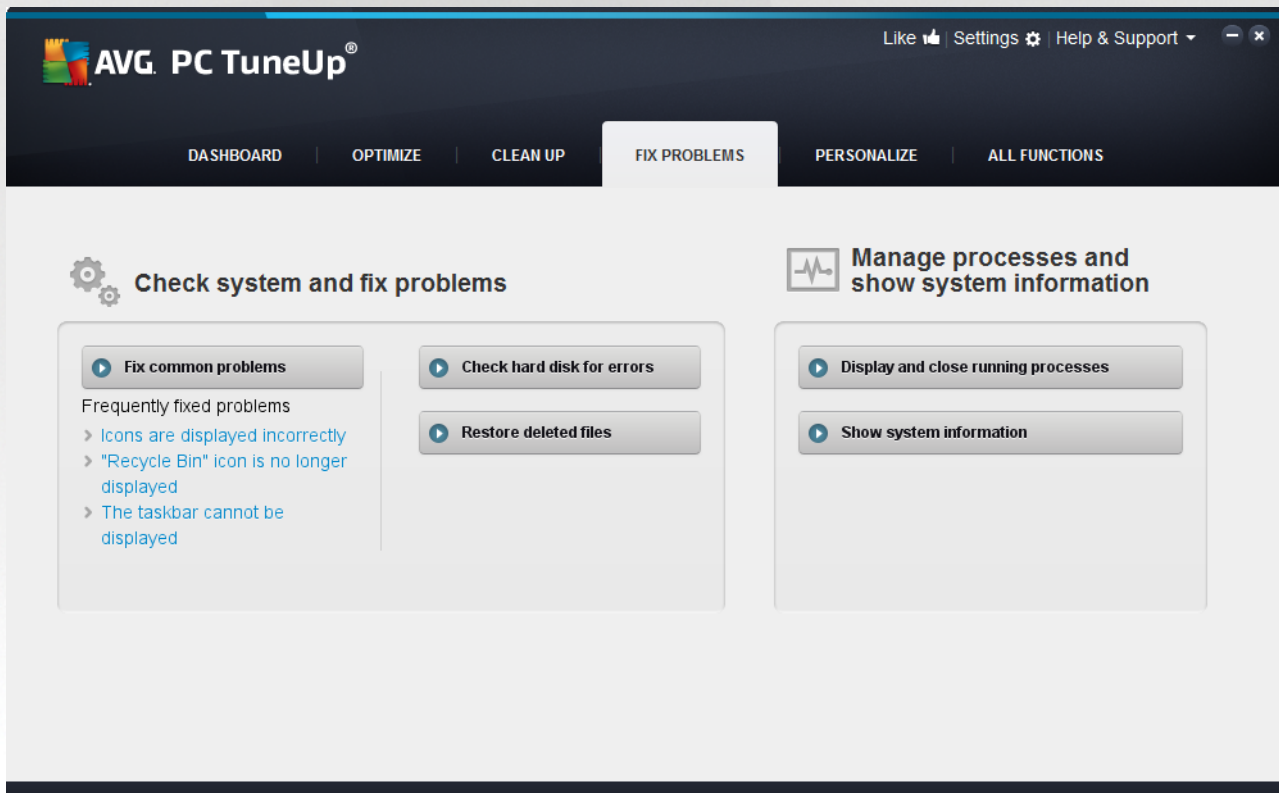 AVG. PC TuneUp®
Like | Settings | Help & Support
DASHBOARD
OPTIMIZE
CLEAN UP
FIX PROBLEMS
PERSONALIZE
ALL FUNCTIONS
Check system and fix problems
Fix common problems
Frequently fixed problems
Icons are displayed incorrectly
"Recycle Bin" icon is no longer
displayed
The taskbar cannot be
displayed
Check hard disk for errors
Restore deleted files
Manage processes and
show system information
Display and close running processes
Show system information